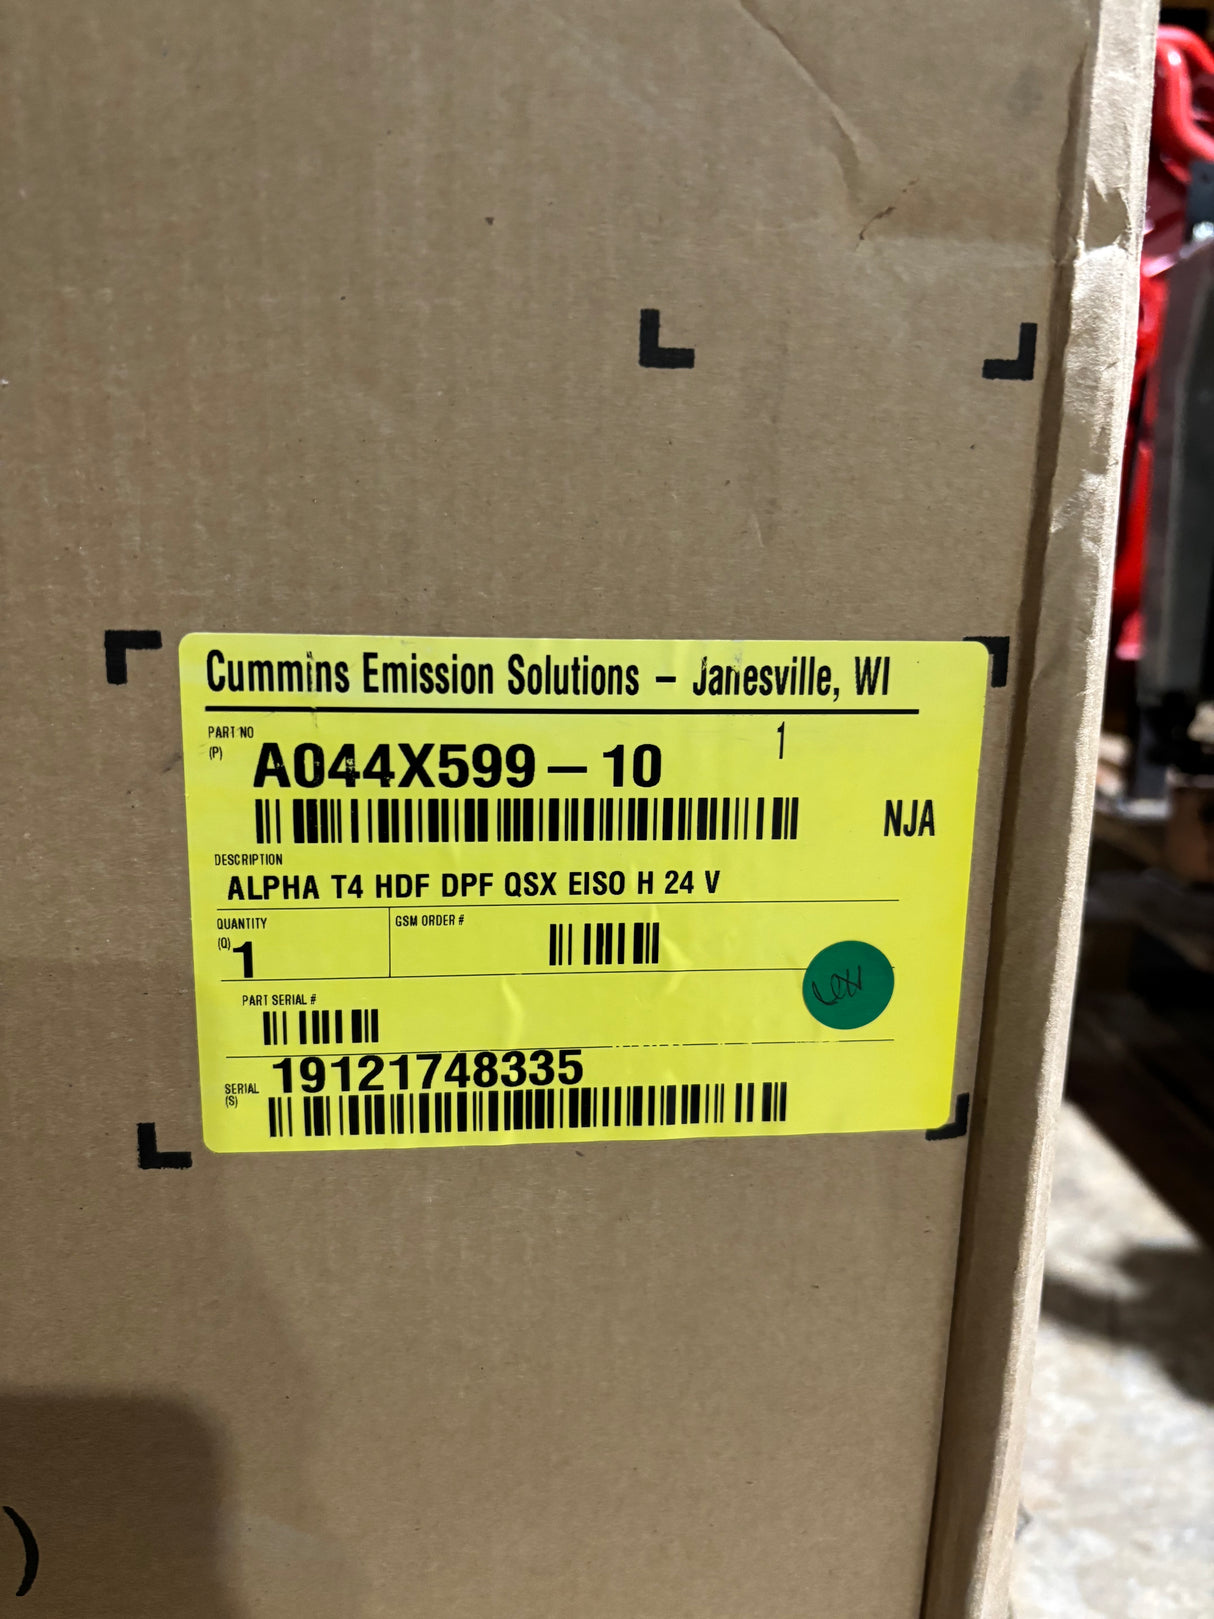 Cummins Emission Solutions – Janesville, WI
PART NO
(P)
A044X599–10
1
NJA
DESCRIPTION
ALPHA T4 HDF DPF QSX EISO H 24 V
QUANTITY
(Q)
1
GSM ORDER #
PART SERIAL #
SERIAL
(S)
19121748335
)